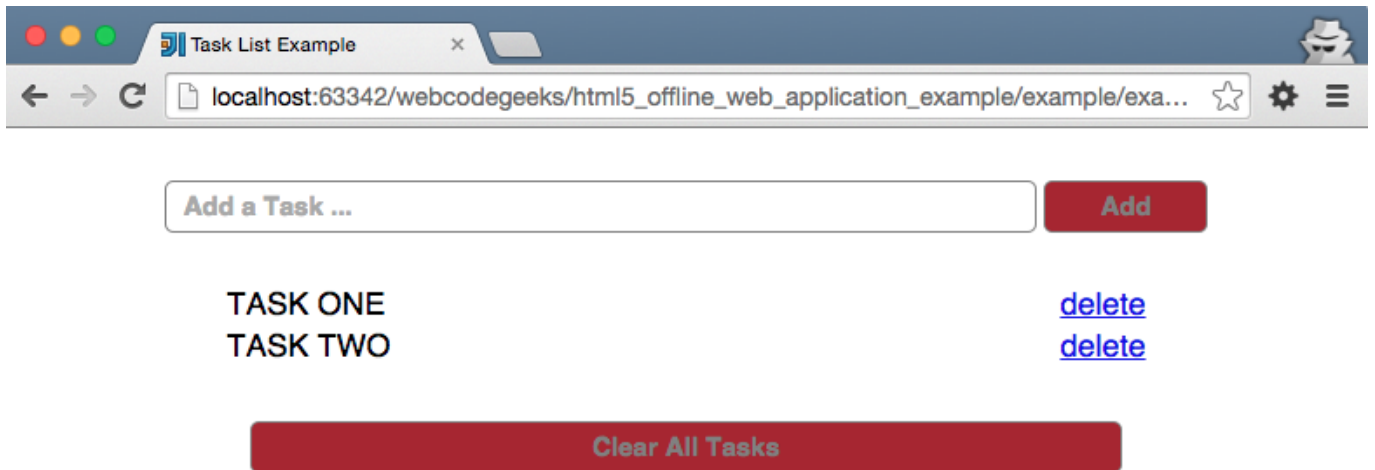 Task List Example
localhost:63342/webcodegeeks/html5_offline_web_application_example/example/exa...
Add a Task ... Add
TASK ONE delete
TASK TWO delete
Clear All Tasks